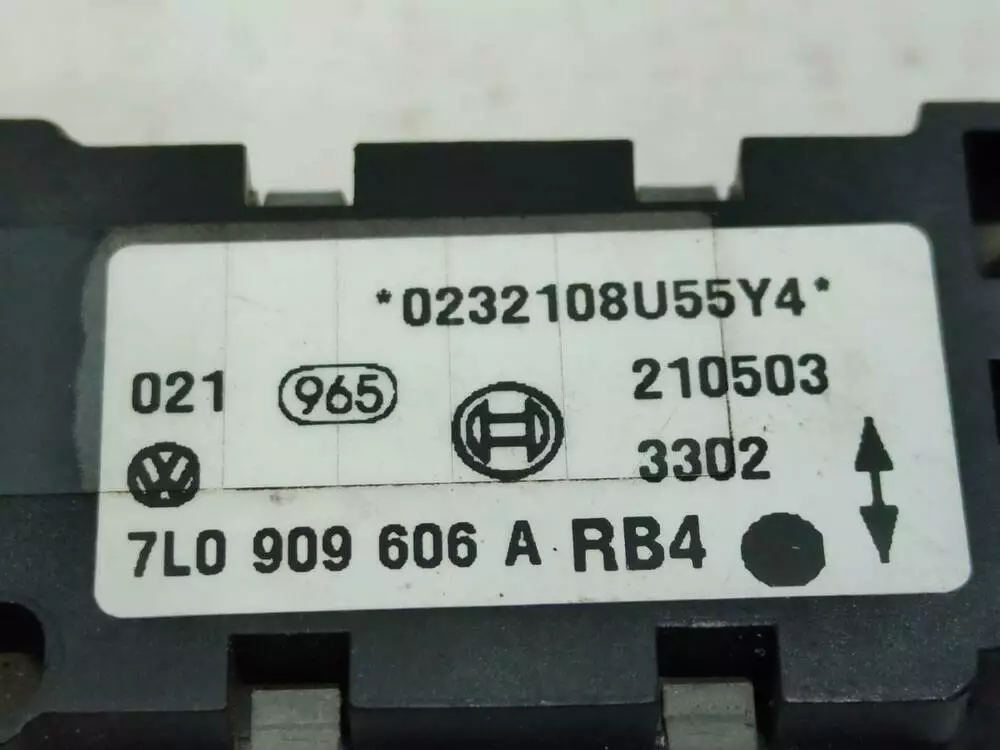 *0232108U55Y4*
021 965 210503
3302
7L0 909 606 A RB4